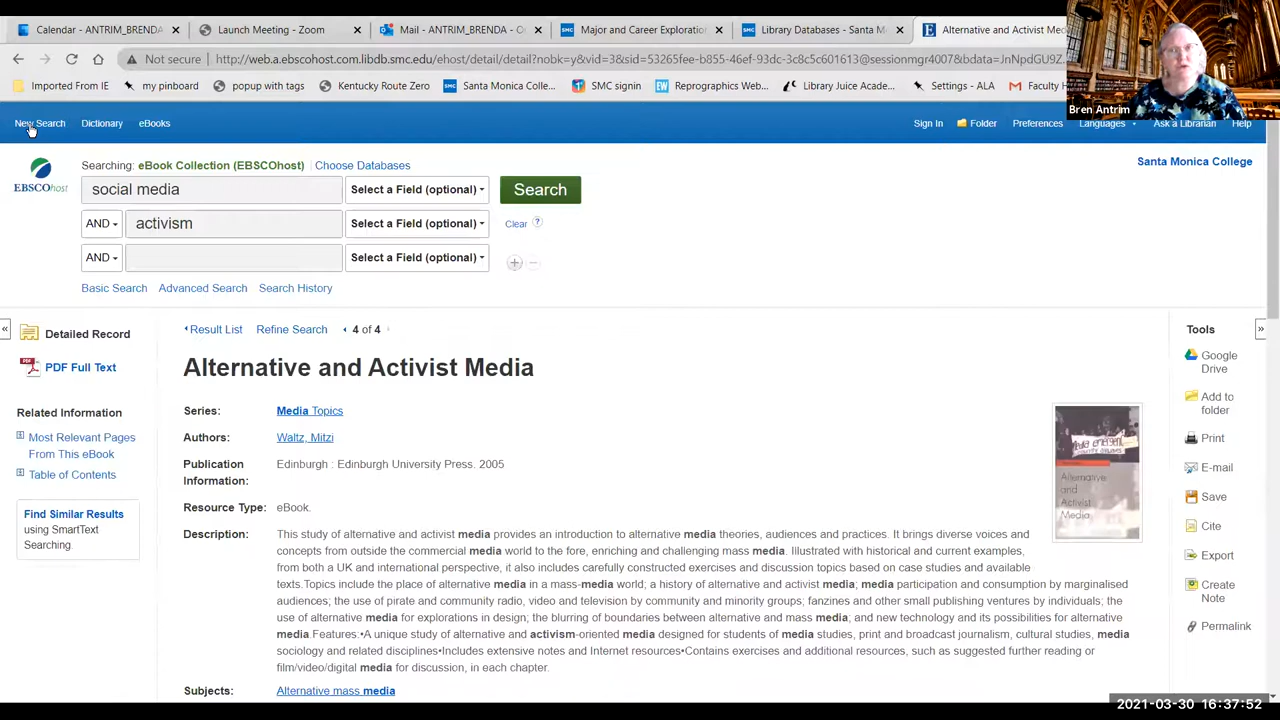 Calendar - ANTRIM_BRENDA
Launch Meeting - Zoom
Mail - ANTRIM_BRENDA - O
Major and Career Exploratio
Library Databases - Santa M
Alternative and Activist Med
Not secure
http://web.a.ebscohost.com.libdb.smc.edu/ehost/detail/detail?nobk=y&vid=3&sid=53265fee-b855-46ef-93dc-3c8c5c601613@sessionmgr4007&bdata=JnNpdGU9Z.
Imported From IE
my pinboard
popup with tags
Kentu
Santa Monica Colle
SMC signin
Reprographics Web...
Library Juice Acade...
Settings - ALA
Faculty H
Bren Antrim
New Search
Dictionary
eBooks
Sign In
Folder
Preferences
Languages
Ask a Librarian
Help
Searching: eBook Collection (EBSCOhost)
Choose Databases
Santa Monica College
EBSCOhost
social media
Select a Field (optional)
Search
AND
activism
Select a Field (optional)
Clear
?
AND
Select a Field (optional)
Basic Search
Advanced Search
Search History
Detailed Record
PDF Full Text
Related Information
Most Relevant Pages
From This eBook
Table of Contents
Find Similar Results
using SmartText
Searching.
Result List
Refine Search
4 of 4
Alternative and Activist Media
Series:
Media Topics
Authors:
Waltz, Mitzi
Publication
Information:
Edinburgh : Edinburgh University Press. 2005
Resource Type:
eBook.
Description:
This study of alternative and activist media provides an introduction to alternative media theories, audiences and practices. It brings diverse voices and
concepts from outside the commercial media world to the fore, enriching and challenging mass media. Illustrated with historical and current examples,
from both a UK and international perspective, it also includes carefully constructed exercises and discussion topics based on case studies and available
texts.Topics include the place of alternative media in a mass-media world; a history of alternative and activist media; media participation and consumption by marginalised
audiences; the use of pirate and community radio, video and television by community and minority groups; fanzines and other small publishing ventures by individuals; the
use of alternative media for explorations in design; the blurring of boundaries between alternative and mass media; and new technology and its possibilities for alternative
media.Features:•A unique study of alternative and activism-oriented media designed for students of media studies, print and broadcast journalism, cultural studies, media
sociology and related disciplines•Includes extensive notes and Internet resources•Contains exercises and additional resources, such as suggested further reading or
film/video/digital media for discussion, in each chapter.
Subjects:
Alternative mass media
Alternative
and
Activist
Media
Tools
Google
Drive
Add to
folder
Print
E-mail
Save
Cite
Export
Create
Note
Permalink
2021-03-30 16:37:52